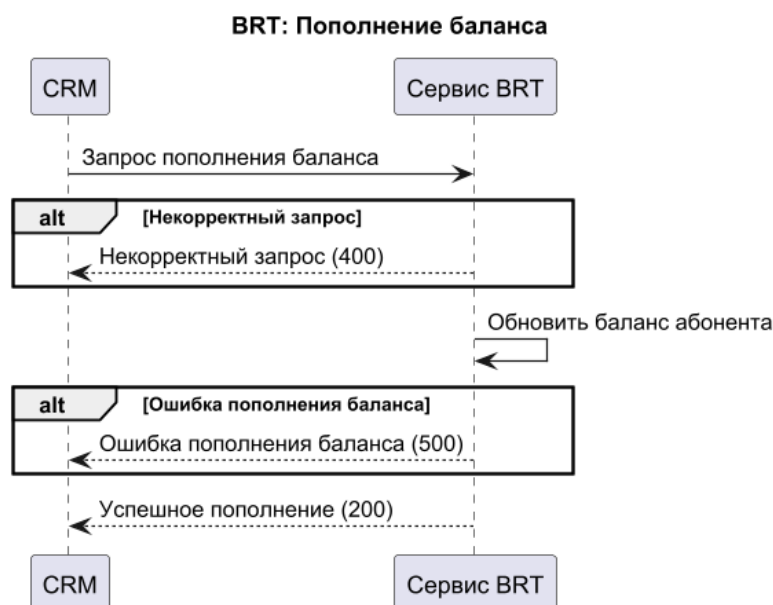 BRT: Пополнение баланса
CRM
Сервис BRT
Запрос пополнения баланса
alt [Некорректный запрос]
Некорректный запрос (400)
Обновить баланс абонента
alt [Ошибка пополнения баланса]
Ошибка пополнения баланса (500)
Успешное пополнение (200)
CRM
Сервис BRT